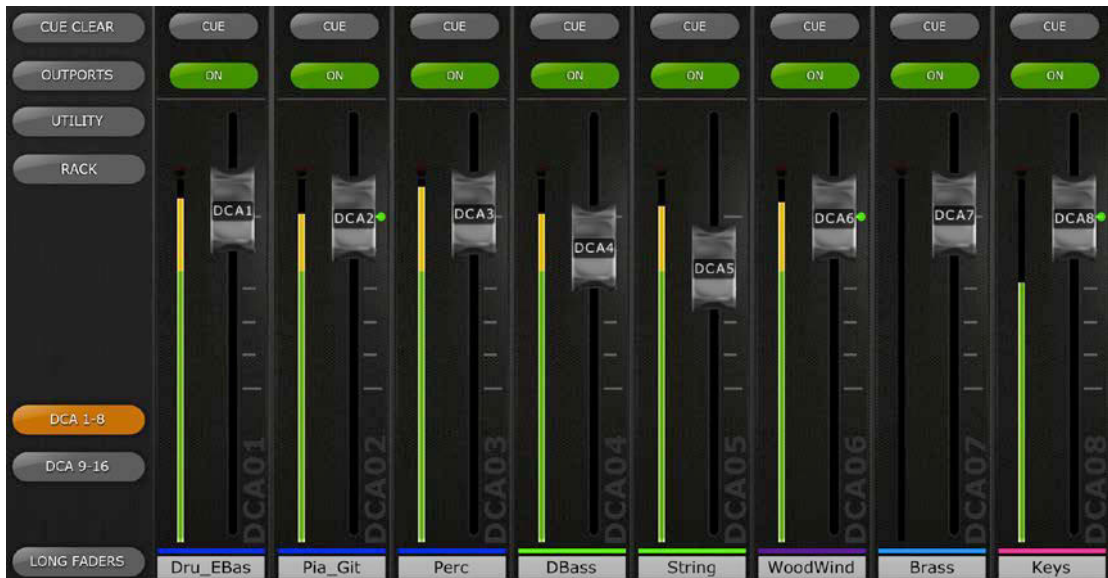 CUE CLEAR CUE CUE CUE CUE CUE CUE CUE CUE
OUTPORTS ON ON ON ON ON ON ON ON
UTILITY
RACK
DCA1 DCA2 DCA3 DCA4 DCA5 DCA6 DCA7 DCA8
DCA 1-8
DCA 9-16
DCA01 DCA02 DCA03 DCA04 DCA05 DCA06 DCA07 DCA08
LONG FADERS Dru_EBas Pia_Git Perc DBass String WoodWind Brass Keys